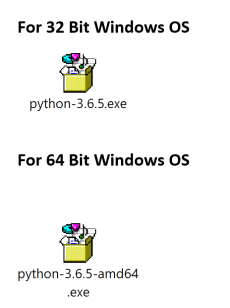 For 32 Bit Windows OS
python-3.6.5.exe
For 64 Bit Windows OS
python-3.6.5-amd64
.exe